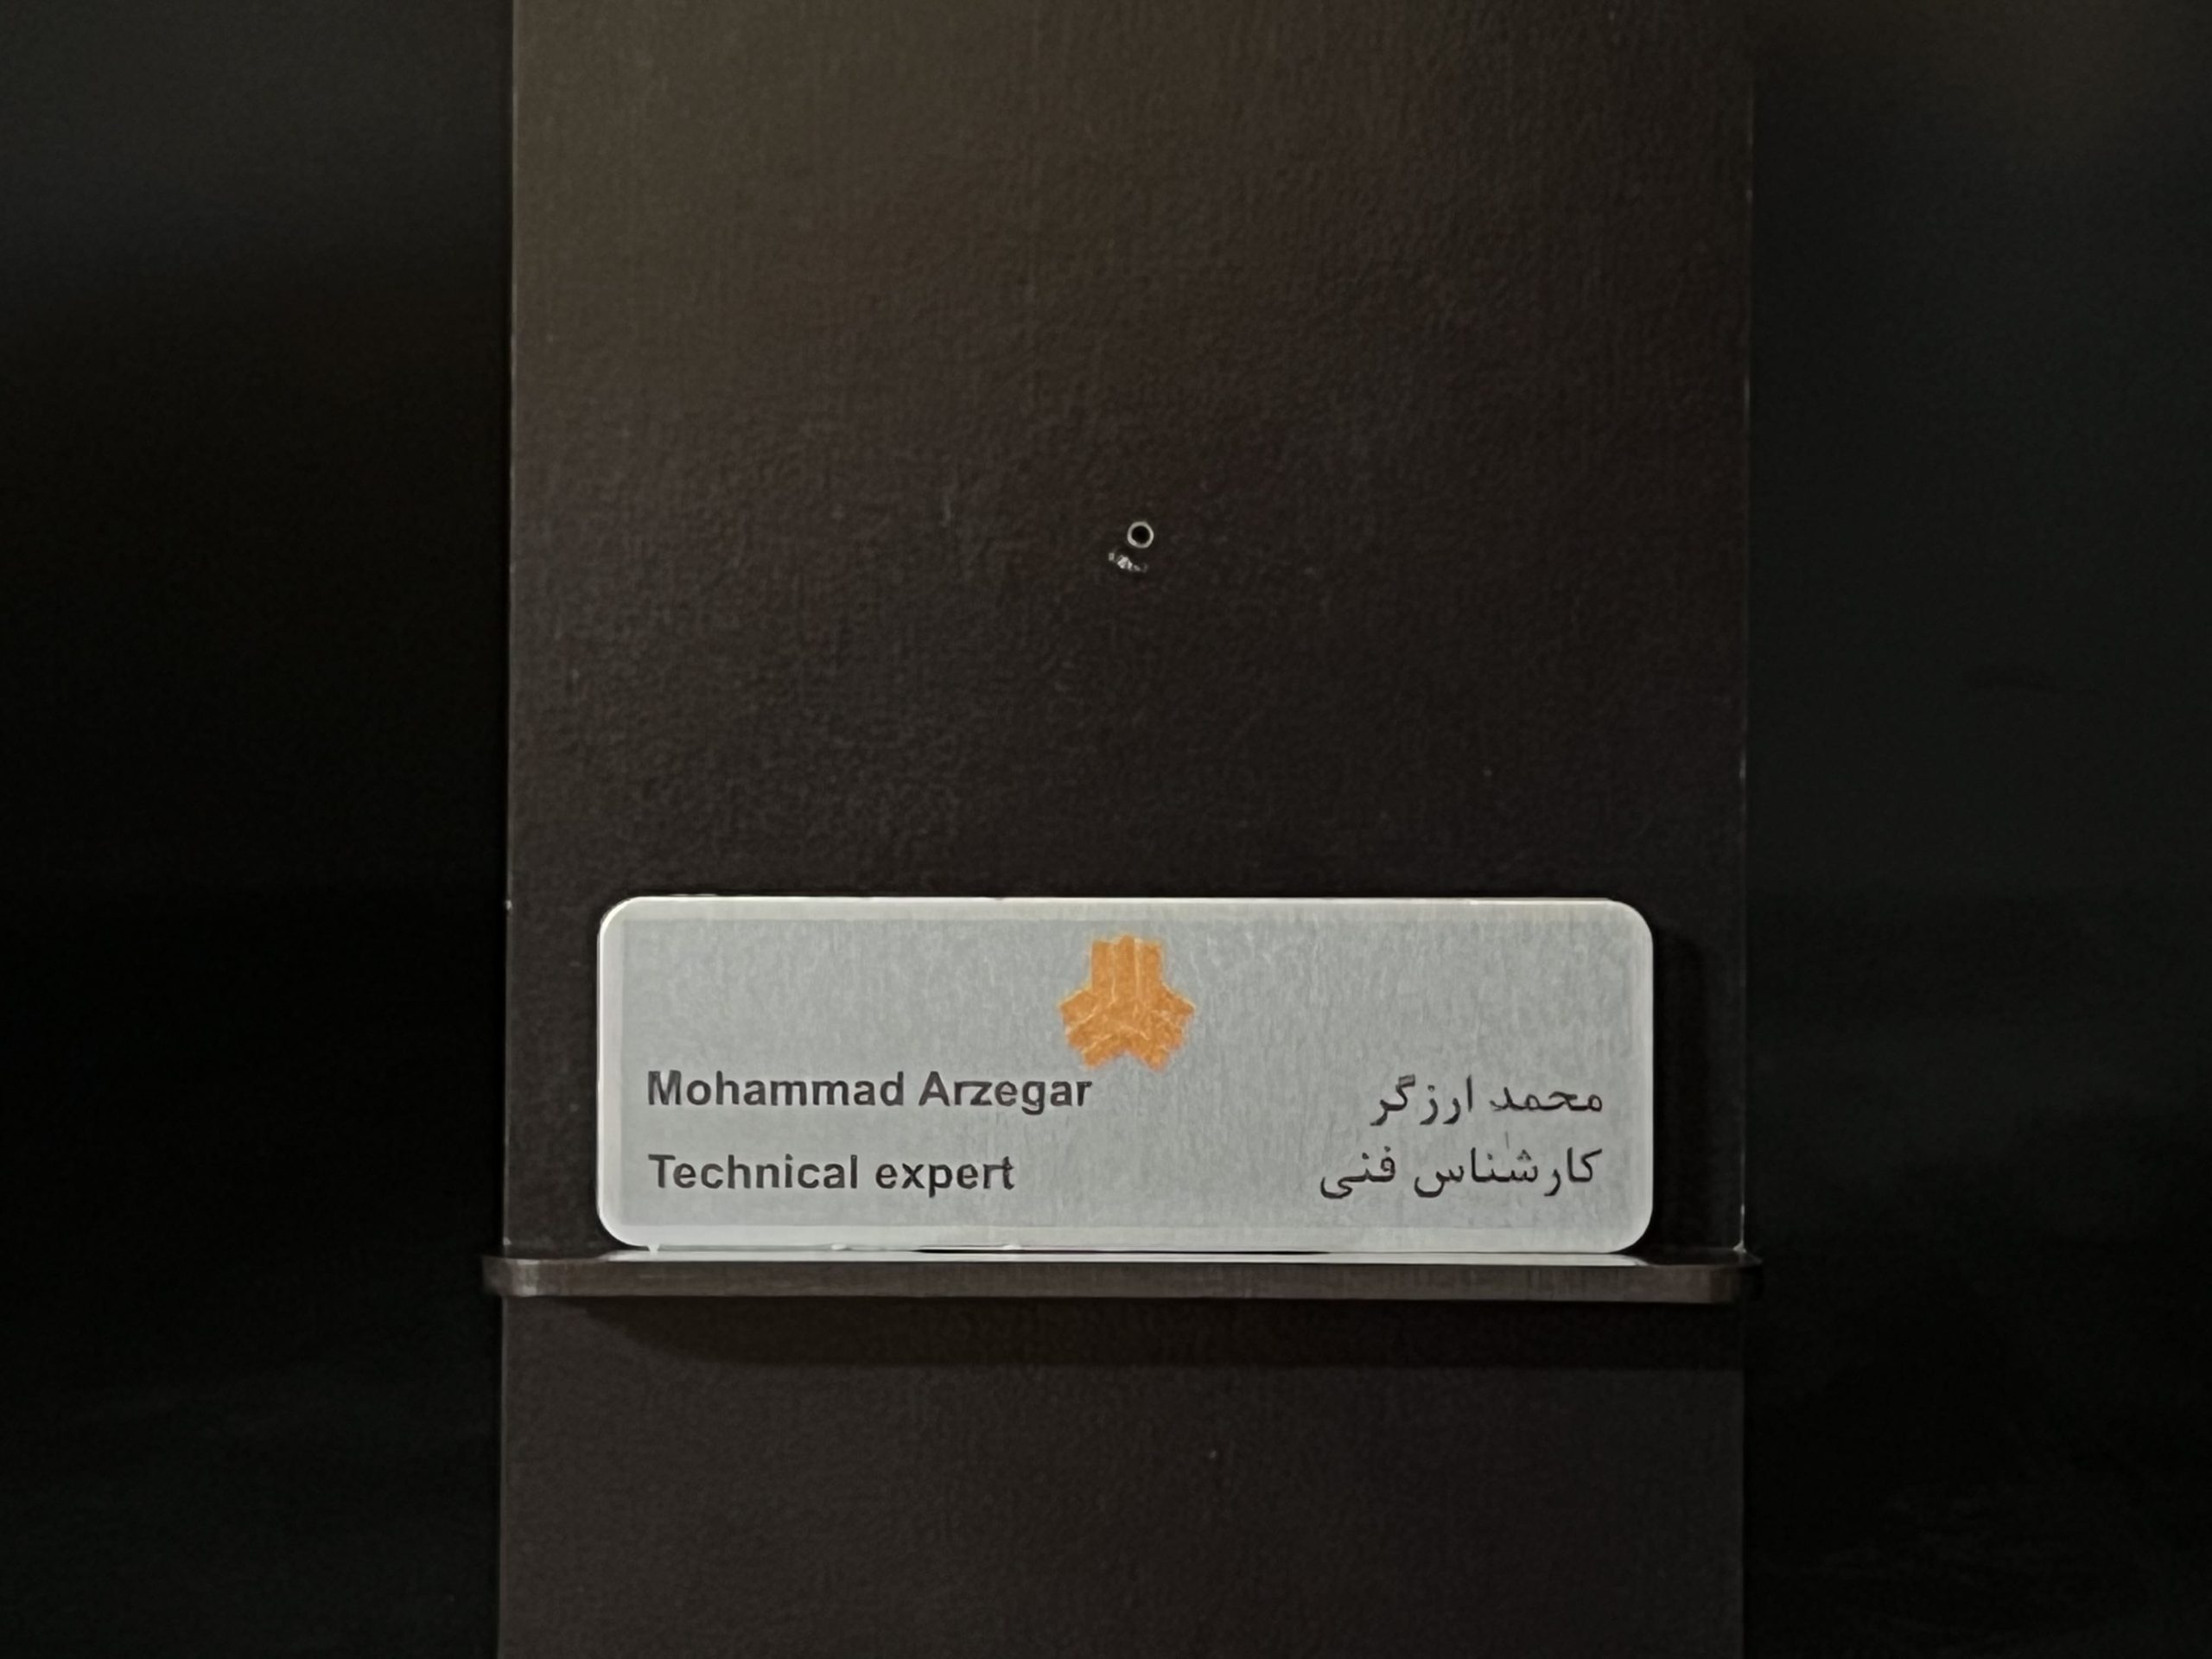 Mohammad Arzegar
محمد ارزگر
Technical expert
کارشناس فنی